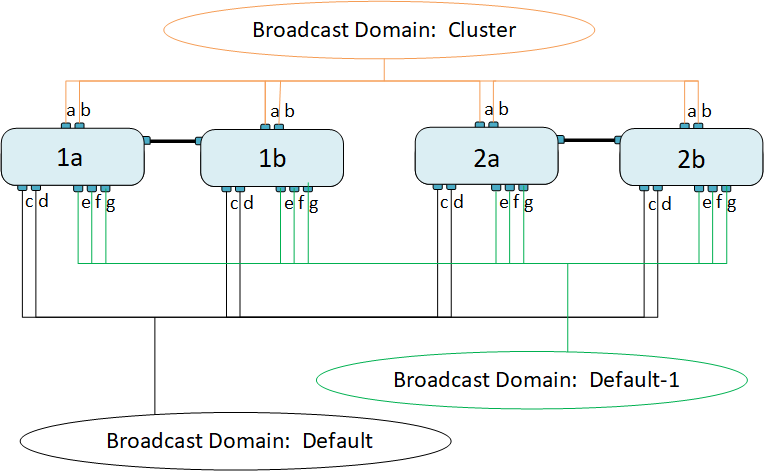 Broadcast Domain: Cluster
a b a b a b a b
1a 1b 2a 2b
c d e f g c d e f g c d e f g c d e f g
Broadcast Domain: Default-1
Broadcast Domain: Default